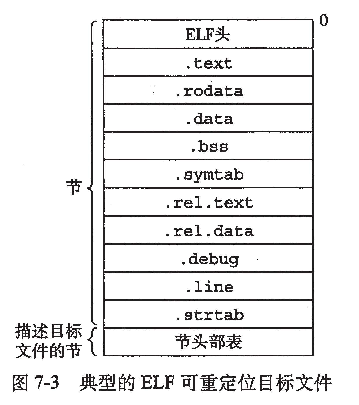 0
ELF头
.text
.rodata
.data
.bss
.symtab
.rel.text
.rel.data
.debug
.line
.strtab
节头部表
节
描述目标
文件的节
图 7-3 典型的 ELF 可重定位目标文件